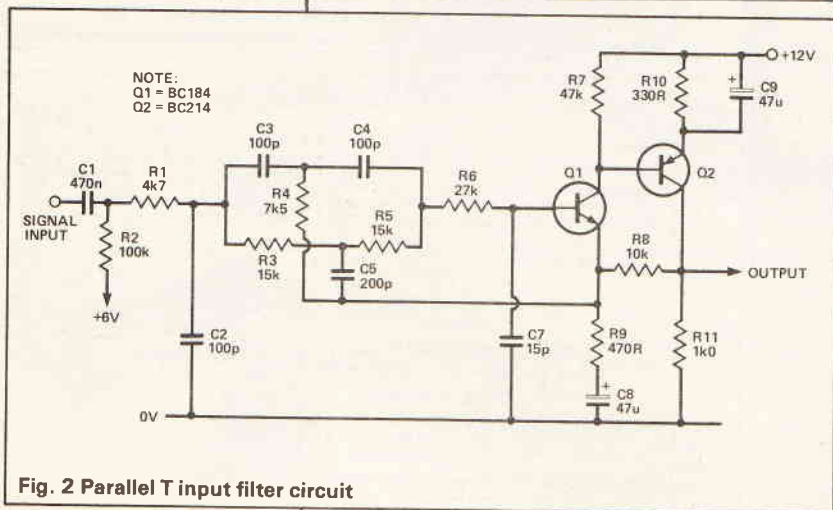 NOTE:
Q1 = BC184
Q2 = BC214
+12V
R7
47k
R10
330R
+
C9
47u
C3
100p
C4
100p
C1
470n
R1
4k7
R4
7k5
R6
27k
Q1
Q2
SIGNAL
INPUT
R2
100k
R5
15k
R8
10k
R3
15k
C5
200p
OUTPUT
+6V
C2
100p
C7
15p
R9
470R
R11
1k0
+
C8
47u
0V
Fig. 2 Parallel T input filter circuit